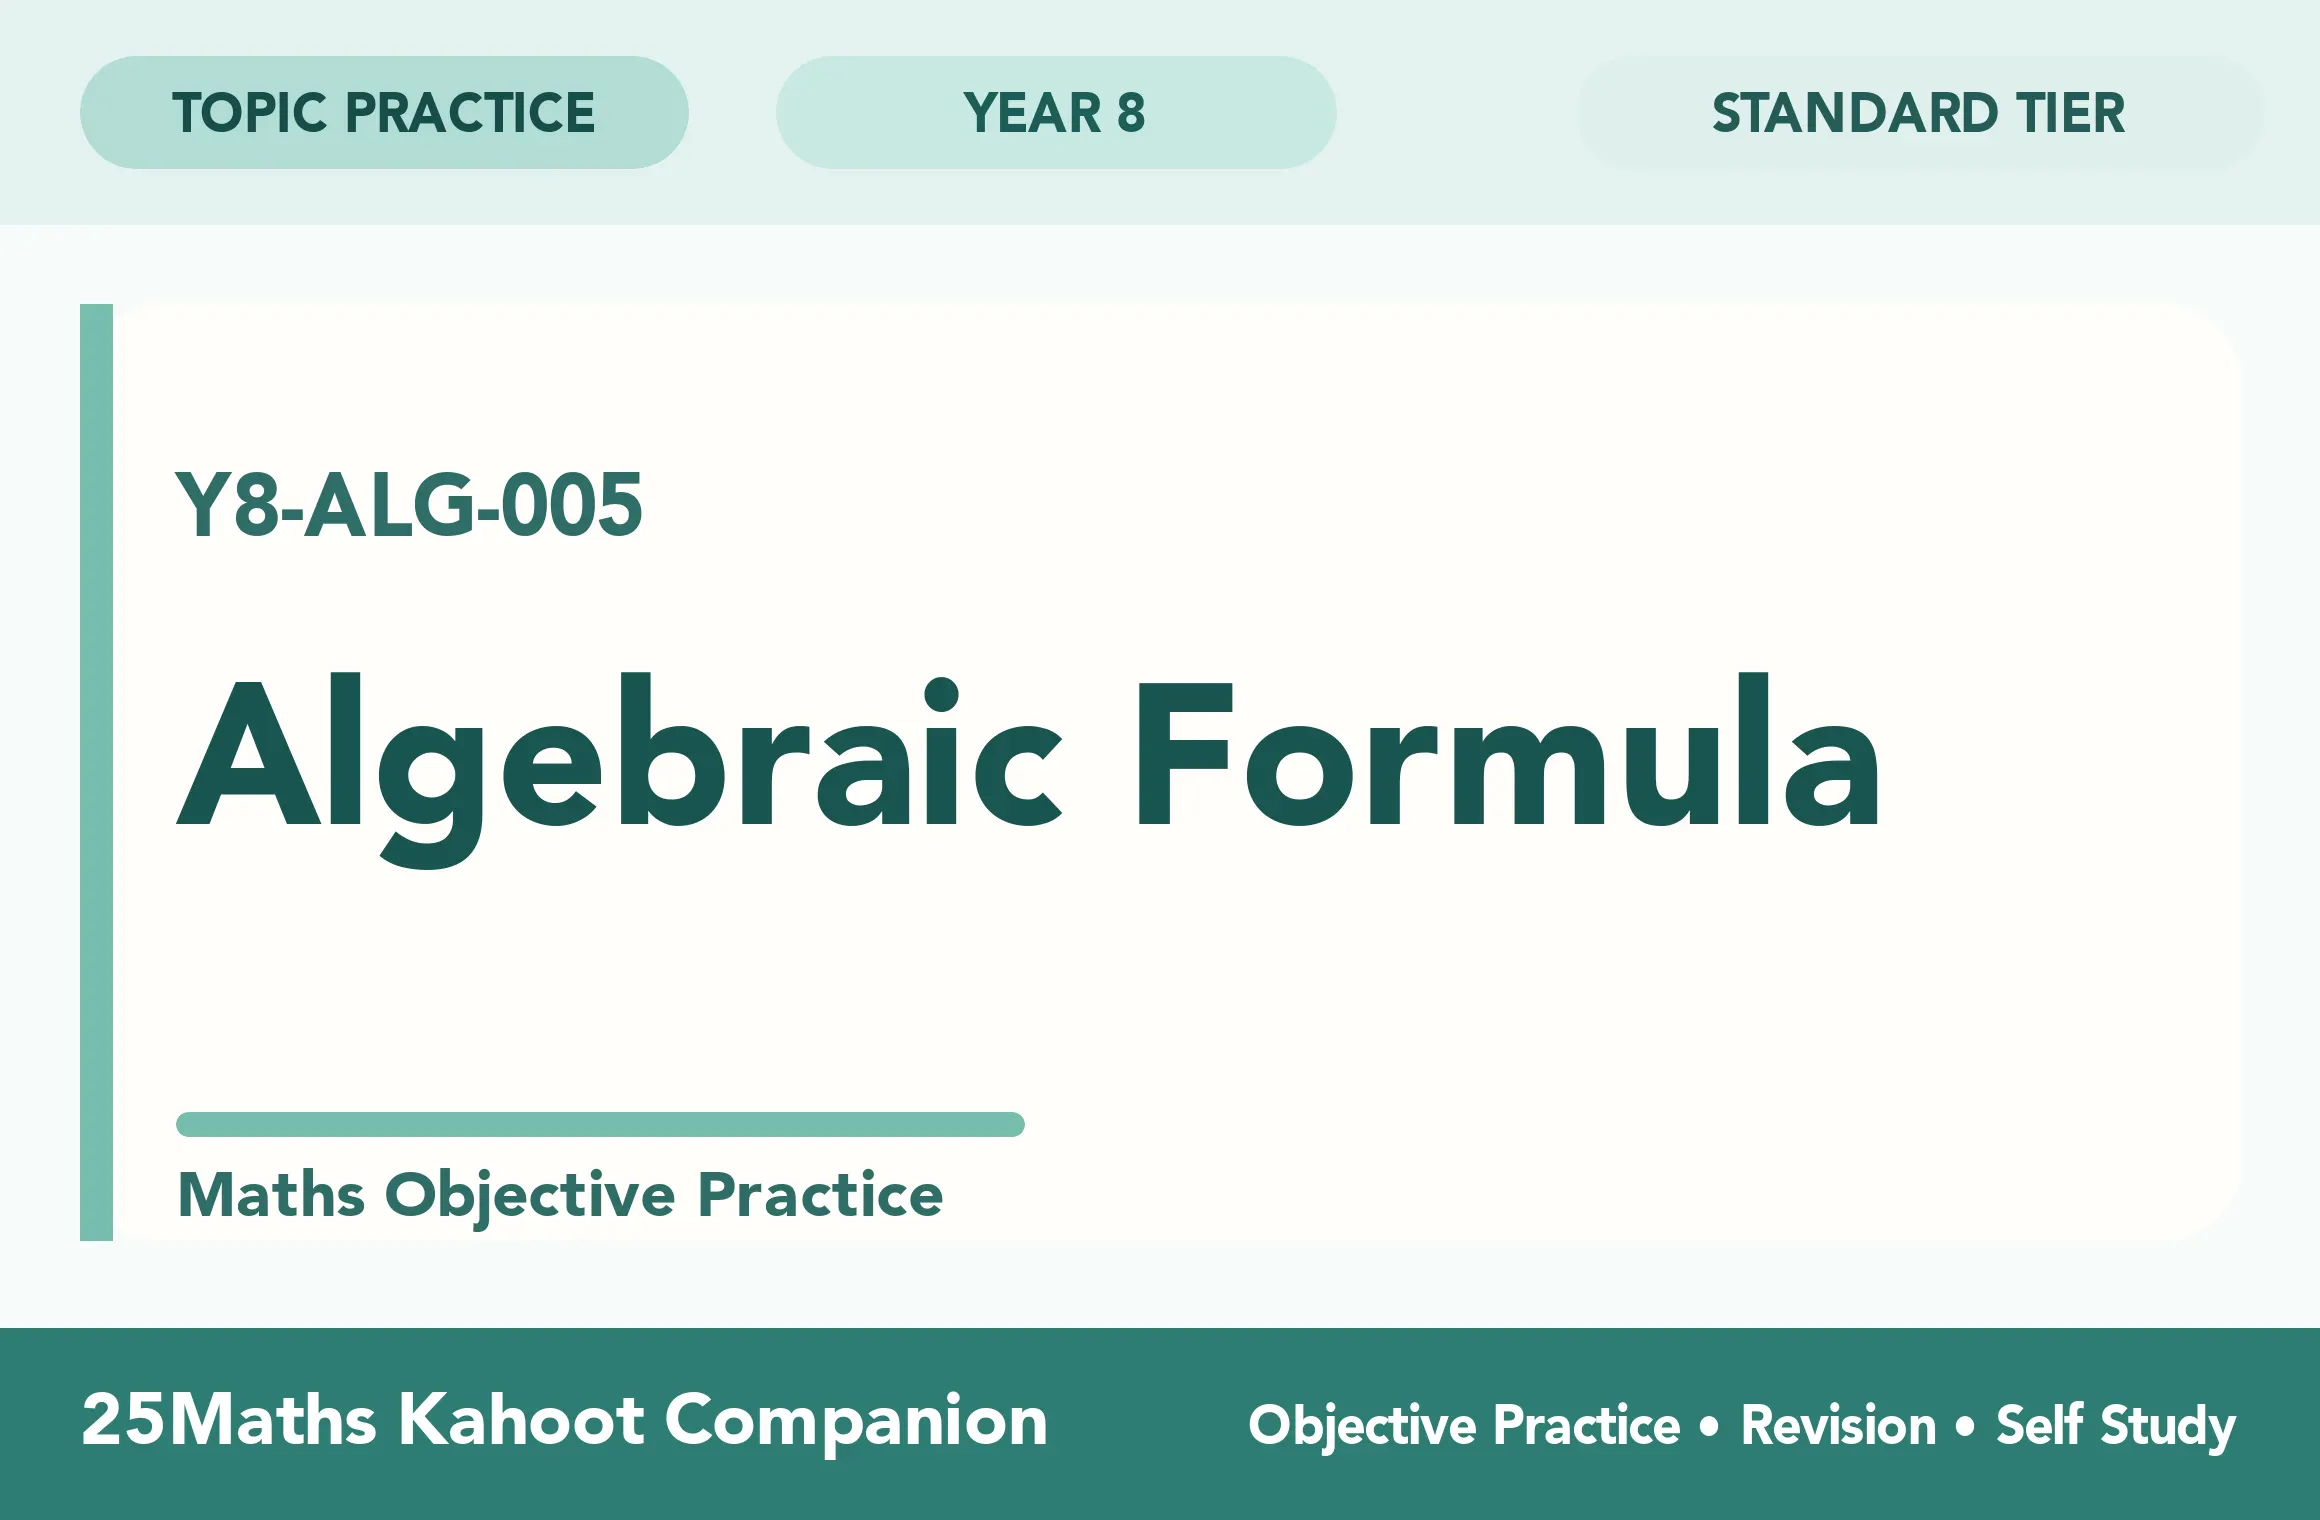 TOPIC PRACTICE
YEAR 8
STANDARD TIER
Y8-ALG-005
Algebraic Formula
Maths Objective Practice
25Maths Kahoot Companion
Objective Practice • Revision • Self Study